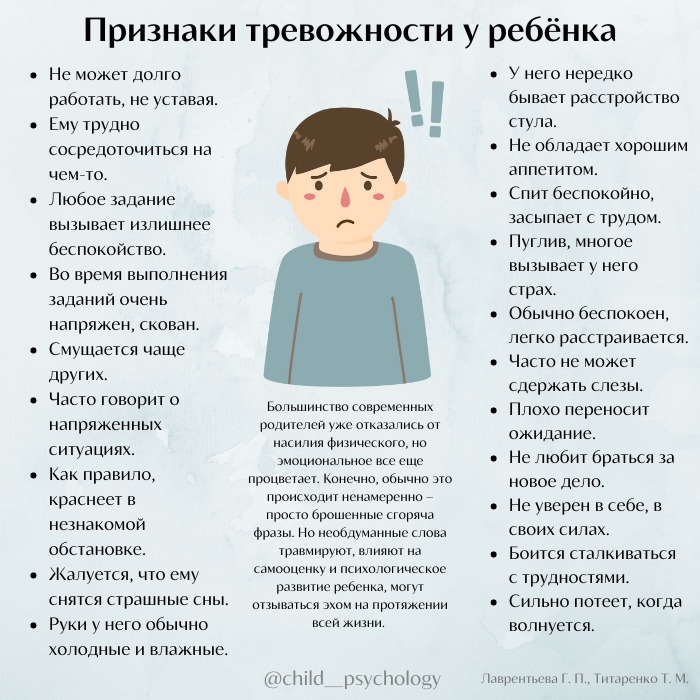 Признаки тревожности у ребёнка
Не может долго
работать, не уставая.
Ему трудно
сосредоточиться на
чем-то.
Любое задание
вызывает излишнее
беспокойство.
Во время выполнения
заданий очень
напряжен, скован.
Смущается чаще
других.
Часто говорит о
напряженных
ситуациях.
Как правило,
краснеет в
незнакомой
обстановке.
Жалуется, что ему
снятся страшные сны.
Руки у него обычно
холодные и влажные.
Большинство современных
родителей уже отказались от
насилия физического, но
эмоциональное все еще
процветает. Конечно, обычно это
происходит ненамеренно –
просто брошенные сгоряча
фразы. Но необдуманные слова
травмируют, влияют на
самооценку и психологическое
развитие ребенка, могут
отзываться эхом на протяжении
всей жизни.
У него нередко
бывает расстройство
стула.
Не обладает хорошим
аппетитом.
Спит беспокойно,
засыпает с трудом.
Пуглив, многое
вызывает у него
страх.
Обычно беспокоен,
легко расстраивается.
Часто не может
сдержать слезы.
Плохо переносит
ожидание.
Не любит браться за
новое дело.
Не уверен в себе, в
своих силах.
Боится сталкиваться
с трудностями.
Сильно потеет, когда
волнуется.
@child__psychology
Лаврентьева Г. П., Титаренко Т. М.